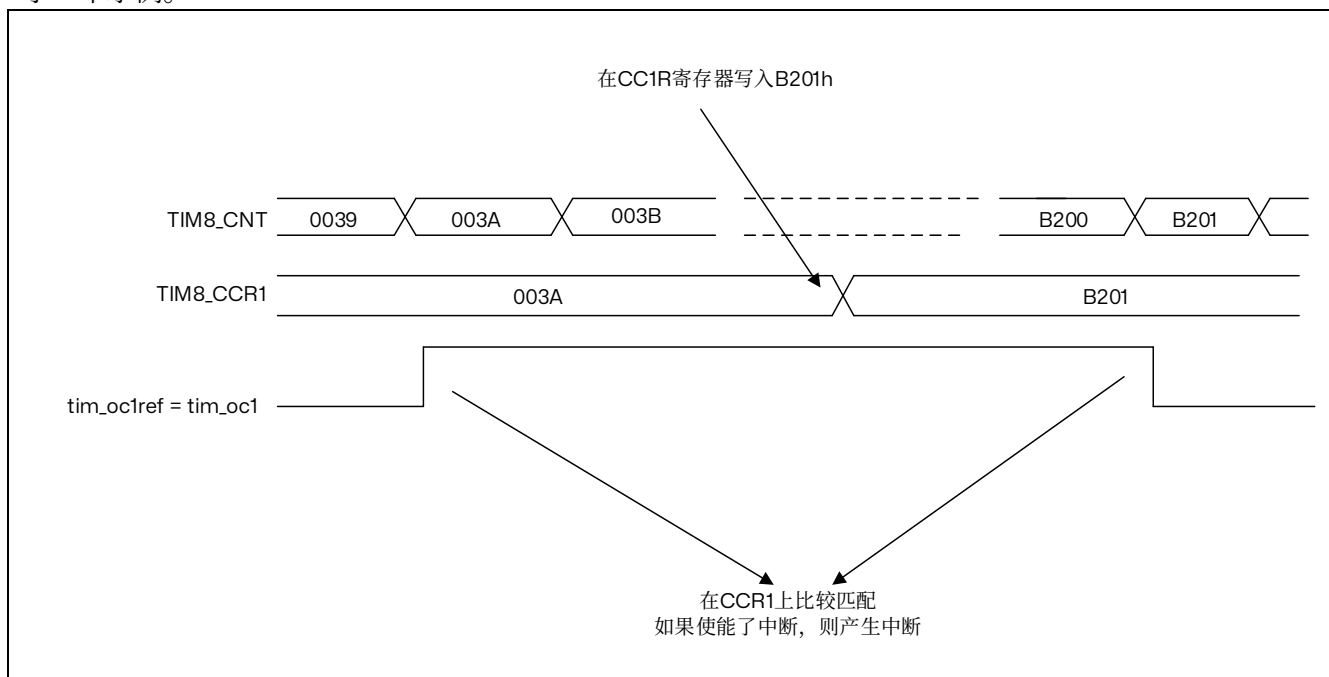 在CC1R寄存器写入B201h
TIM8_CNT 0039 003A 003B B200 B201
TIM8_CCR1 003A B201
tim_oc1ref = tim_oc1
在CCR1上比较匹配
如果使能了中断，则产生中断